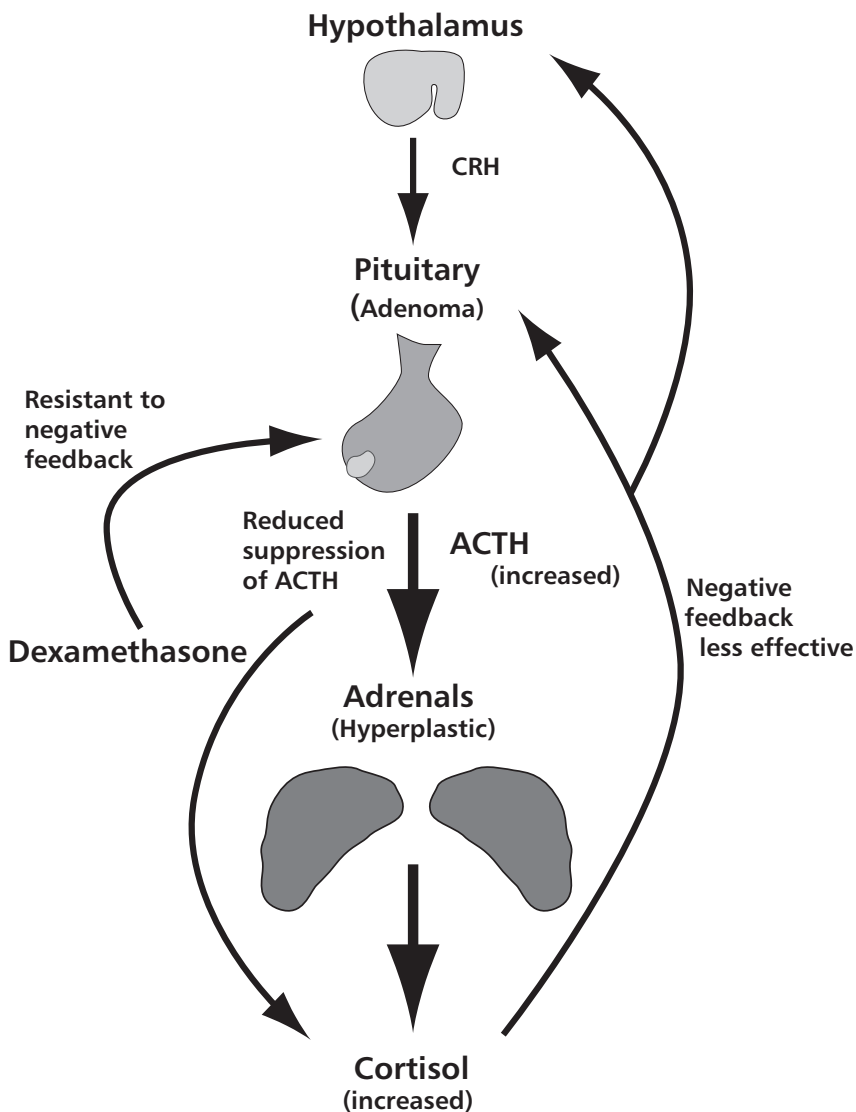 Hypothalamus
CRH
Pituitary
(Adenoma)
Resistant to
negative
feedback
Reduced
suppression
of ACTH
ACTH
(increased)
Negative
feedback
less effective
Dexamethasone
Adrenals
(Hyperplastic)
Cortisol
(increased)